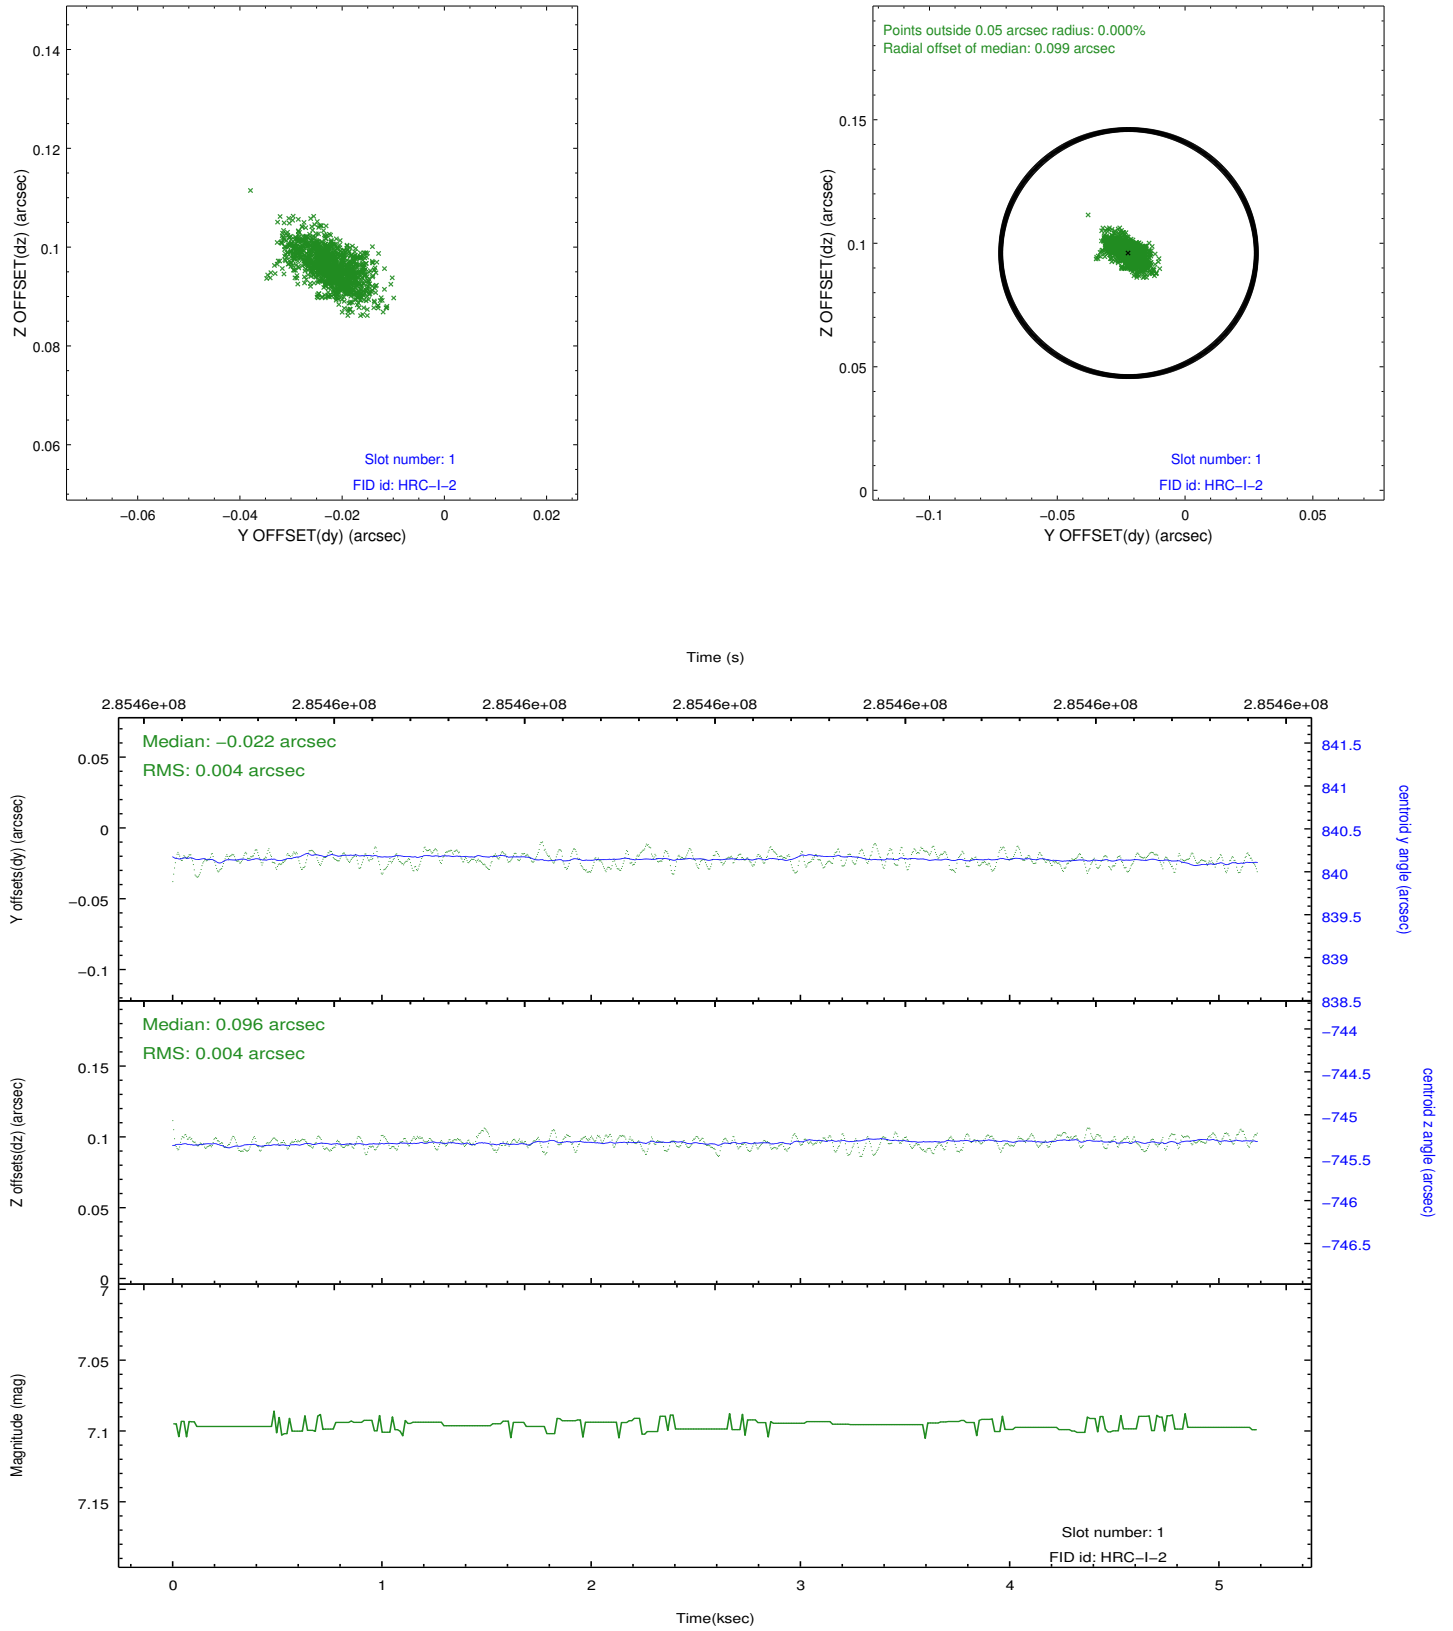 0.14
0.12
0.1
0.08
0.06
Z OFFSET(dz) (arcsec)
Slot number: 1
FID id: HRC−I−2
−0.06 −0.04 −0.02 0 0.02
Y OFFSET(dy) (arcsec)
Points outside 0.05 arcsec radius: 0.000%
Radial offset of median: 0.099 arcsec
0.15
0.1
0.05
0
Z OFFSET(dz) (arcsec)
Slot number: 1
FID id: HRC−I−2
−0.1 −0.05 0 0.05
Y OFFSET(dy) (arcsec)
Time (s)
2.8546e+08 2.8546e+08 2.8546e+08 2.8546e+08 2.8546e+08 2.8546e+08 2.8546e+08
Median: −0.022 arcsec
RMS: 0.004 arcsec
0.05
0
−0.05
−0.1
Y offsets(dy) (arcsec)
841.5
841
840.5
840
839.5
839
838.5
centroid y angle (arcsec)
Median: 0.096 arcsec
RMS: 0.004 arcsec
0.15
0.1
0.05
0
Z offsets(dz) (arcsec)
−744
−744.5
−745
−745.5
−746
−746.5
centroid z angle (arcsec)
7
7.05
7.1
7.15
Magnitude (mag)
Slot number: 1
FID id: HRC−I−2
0 1 2 3 4 5
Time(ksec)